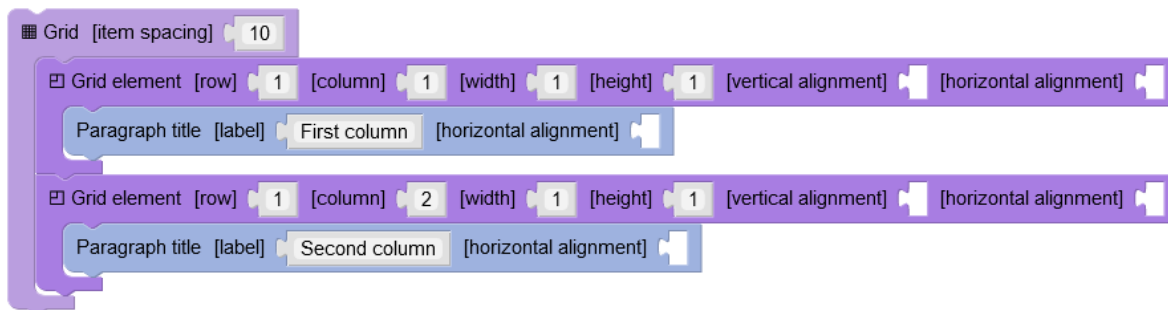 Grid [item spacing] 10
Grid element [row] 1 [column] 1 [width] 1 [height] 1 [vertical alignment] [horizontal alignment]
Paragraph title [label] First column [horizontal alignment]
Grid element [row] 1 [column] 2 [width] 1 [height] 1 [vertical alignment] [horizontal alignment]
Paragraph title [label] Second column [horizontal alignment]